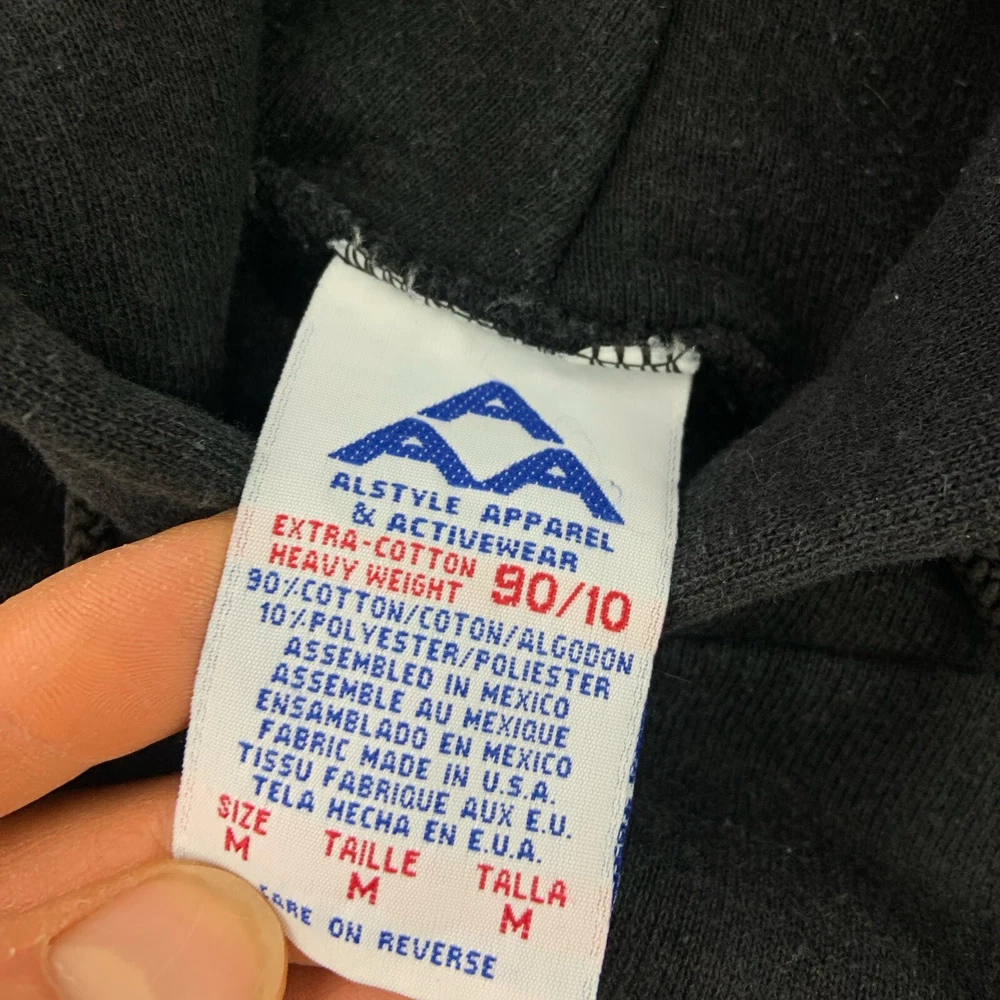 ALSTYLE APPAREL
& ACTIVEWEAR
EXTRA-COTTON
HEAVY WEIGHT 90/10
90%COTTON/COTON/ALGODON
10%POLYESTER/POLIESTER
ASSEMBLED IN MEXICO
ASSEMBLE AU MEXIQUE
ENSAMBLADO EN MEXICO
FABRIC MADE IN U.S.A.
TISSU FABRIQUE AUX E.U.
TELA HECHA EN E.U.A.
SIZE TAILLE TALLA
M M M
CARE ON REVERSE